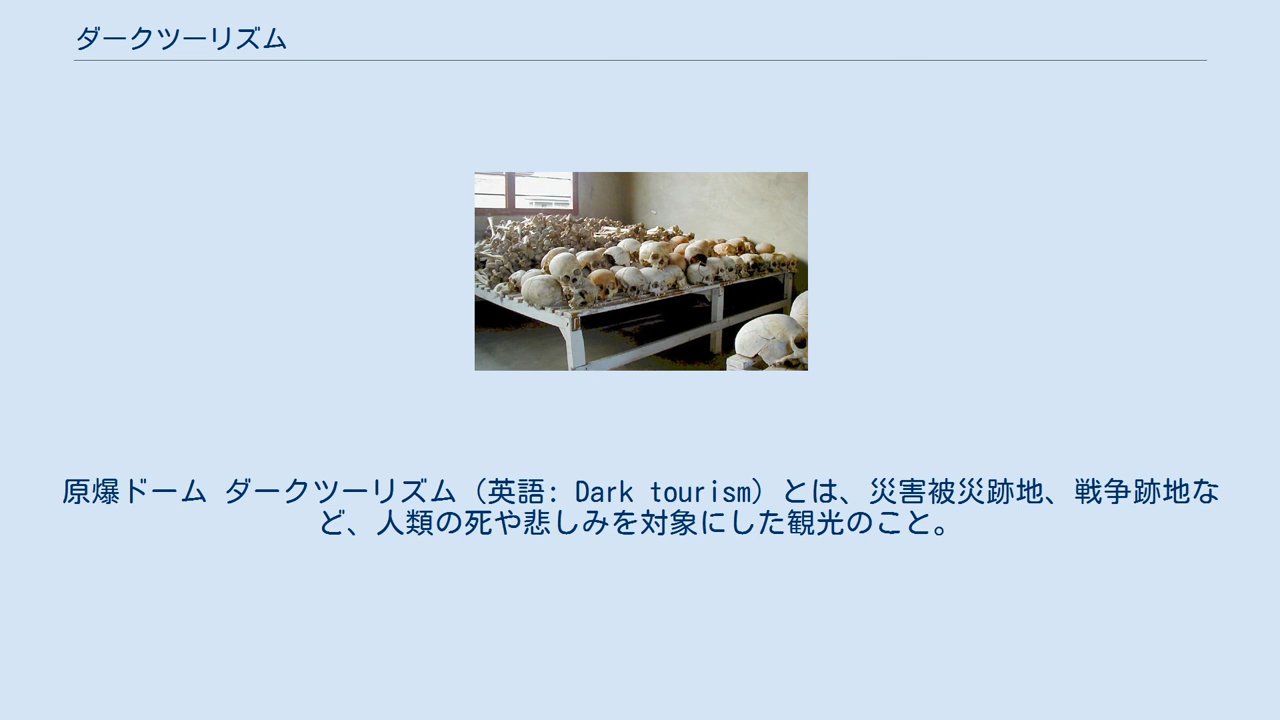 ダークツーリズム
原爆ドーム ダークツーリズム（英語: Dark tourism）とは、災害被災跡地、戦争跡地な
ど、人類の死や悲しみを対象にした観光のこと。